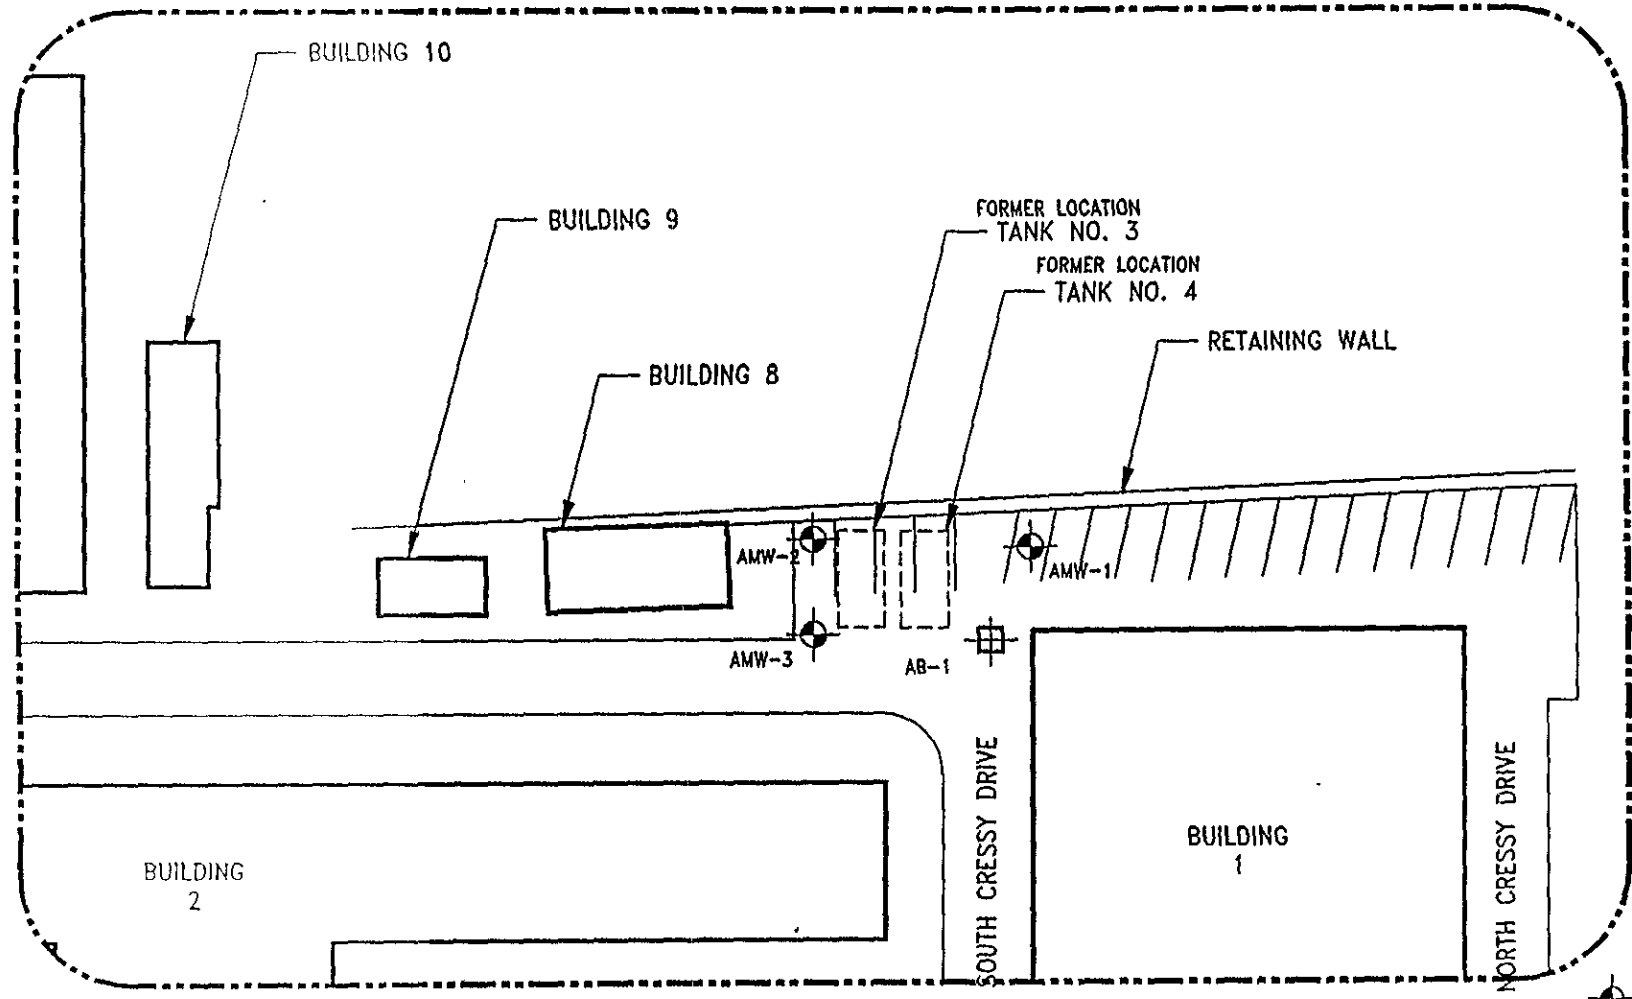 BUILDING 10
BUILDING 9
FORMER LOCATION
TANK NO. 3
FORMER LOCATION
TANK NO. 4
RETAINING WALL
BUILDING 8
AMW-2
AMW-1
AMW-3
AB-1
SOUTH CRESSY DRIVE
NORTH CRESSY DRIVE
BUILDING
1
BUILDING
2